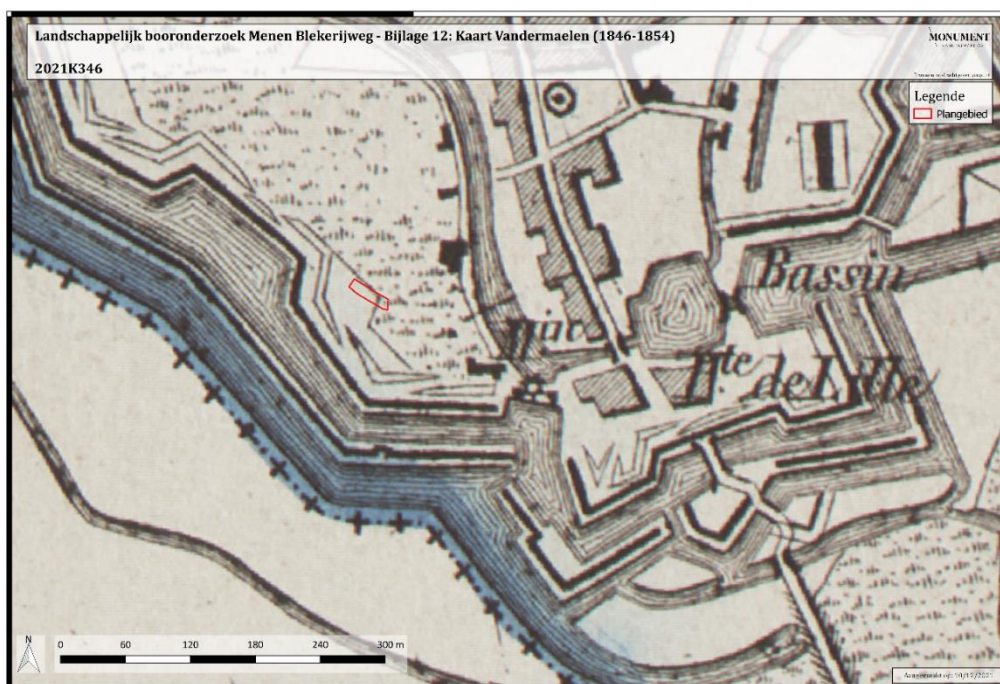 Landschappelijk booronderzoek Menen Blekerijweg - Bijlage 12: Kaart Vandermaelen (1846-1854)
2021K346
MONUMENT
Legende
Plangebied
Bassin
P.te de Lille
N
0 60 120 180 240 300 m